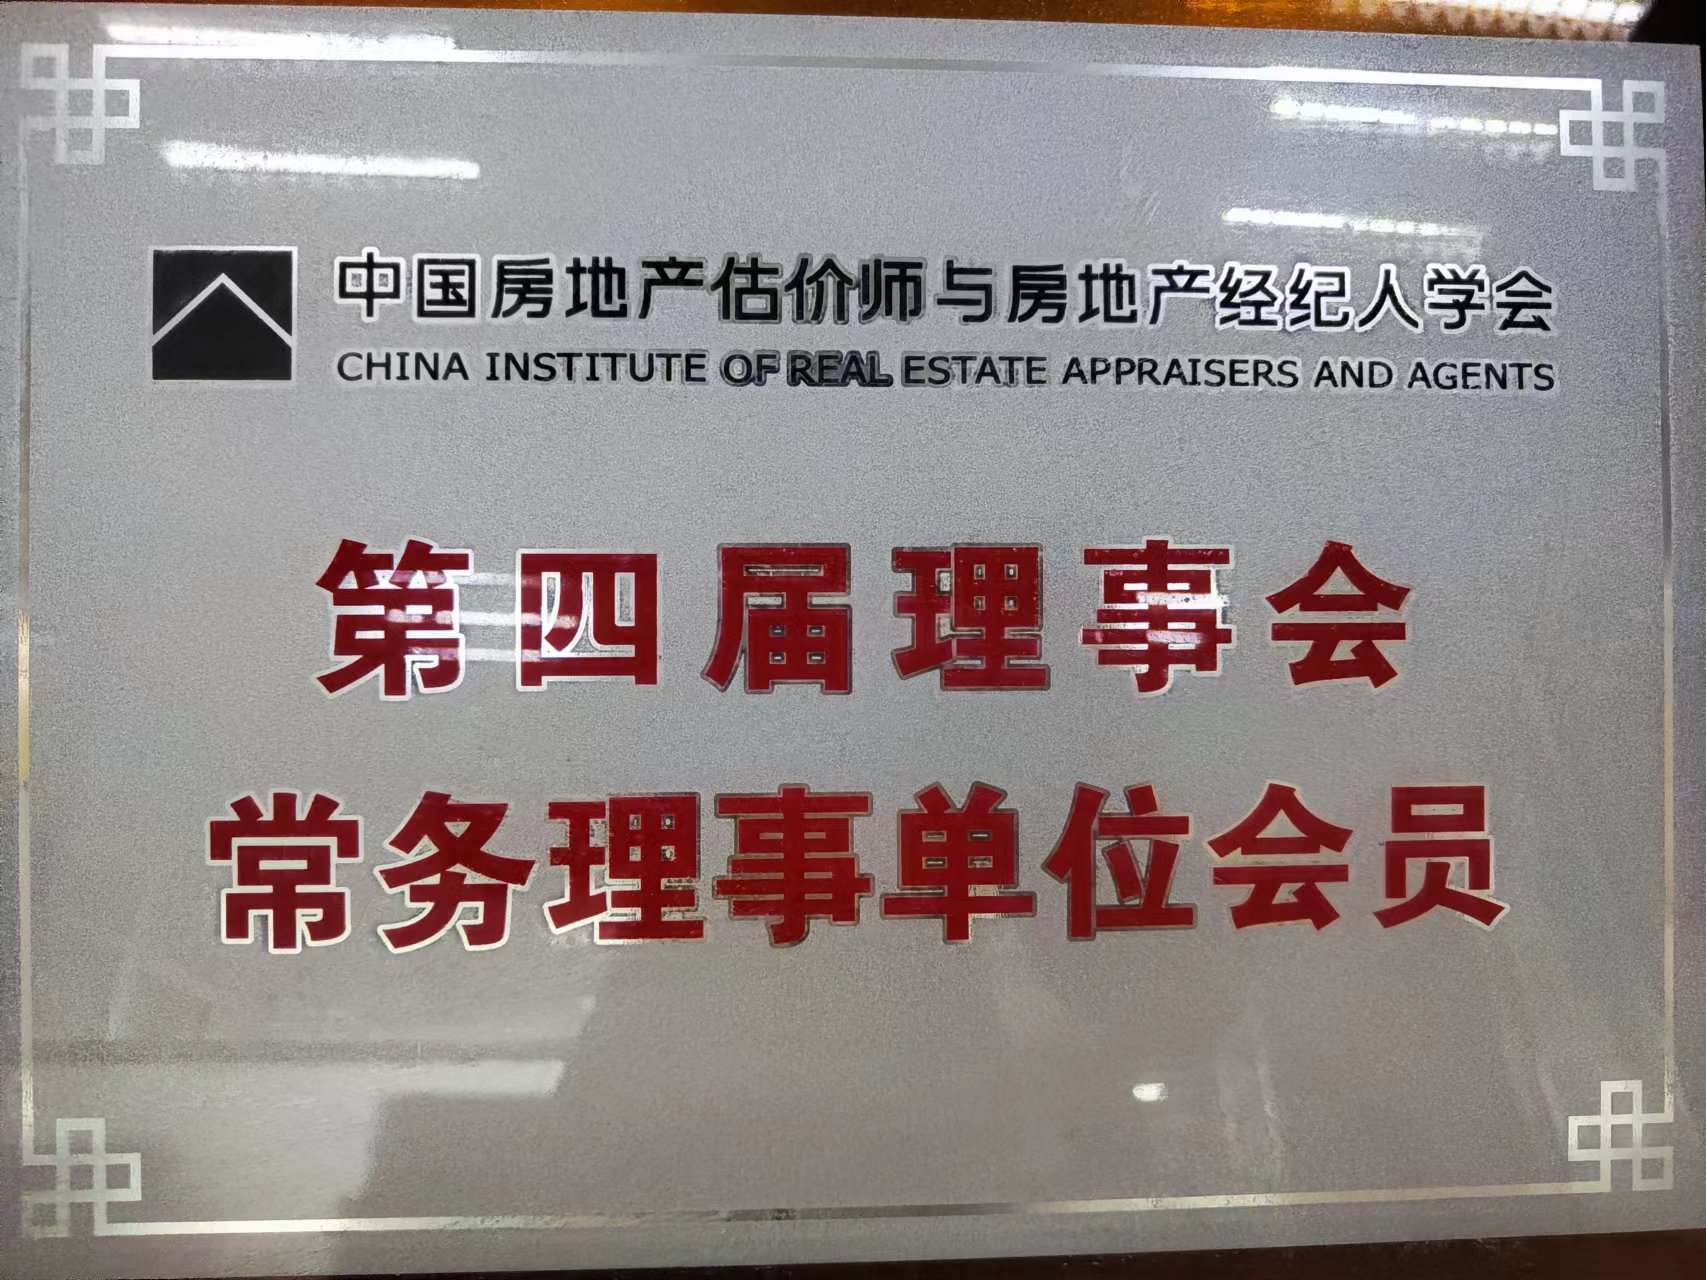 中国房地产估价师与房地产经纪人学会
CHINA INSTITUTE OF REAL ESTATE APPRAISERS AND AGENTS
第四届理事会
常务理事单位会员